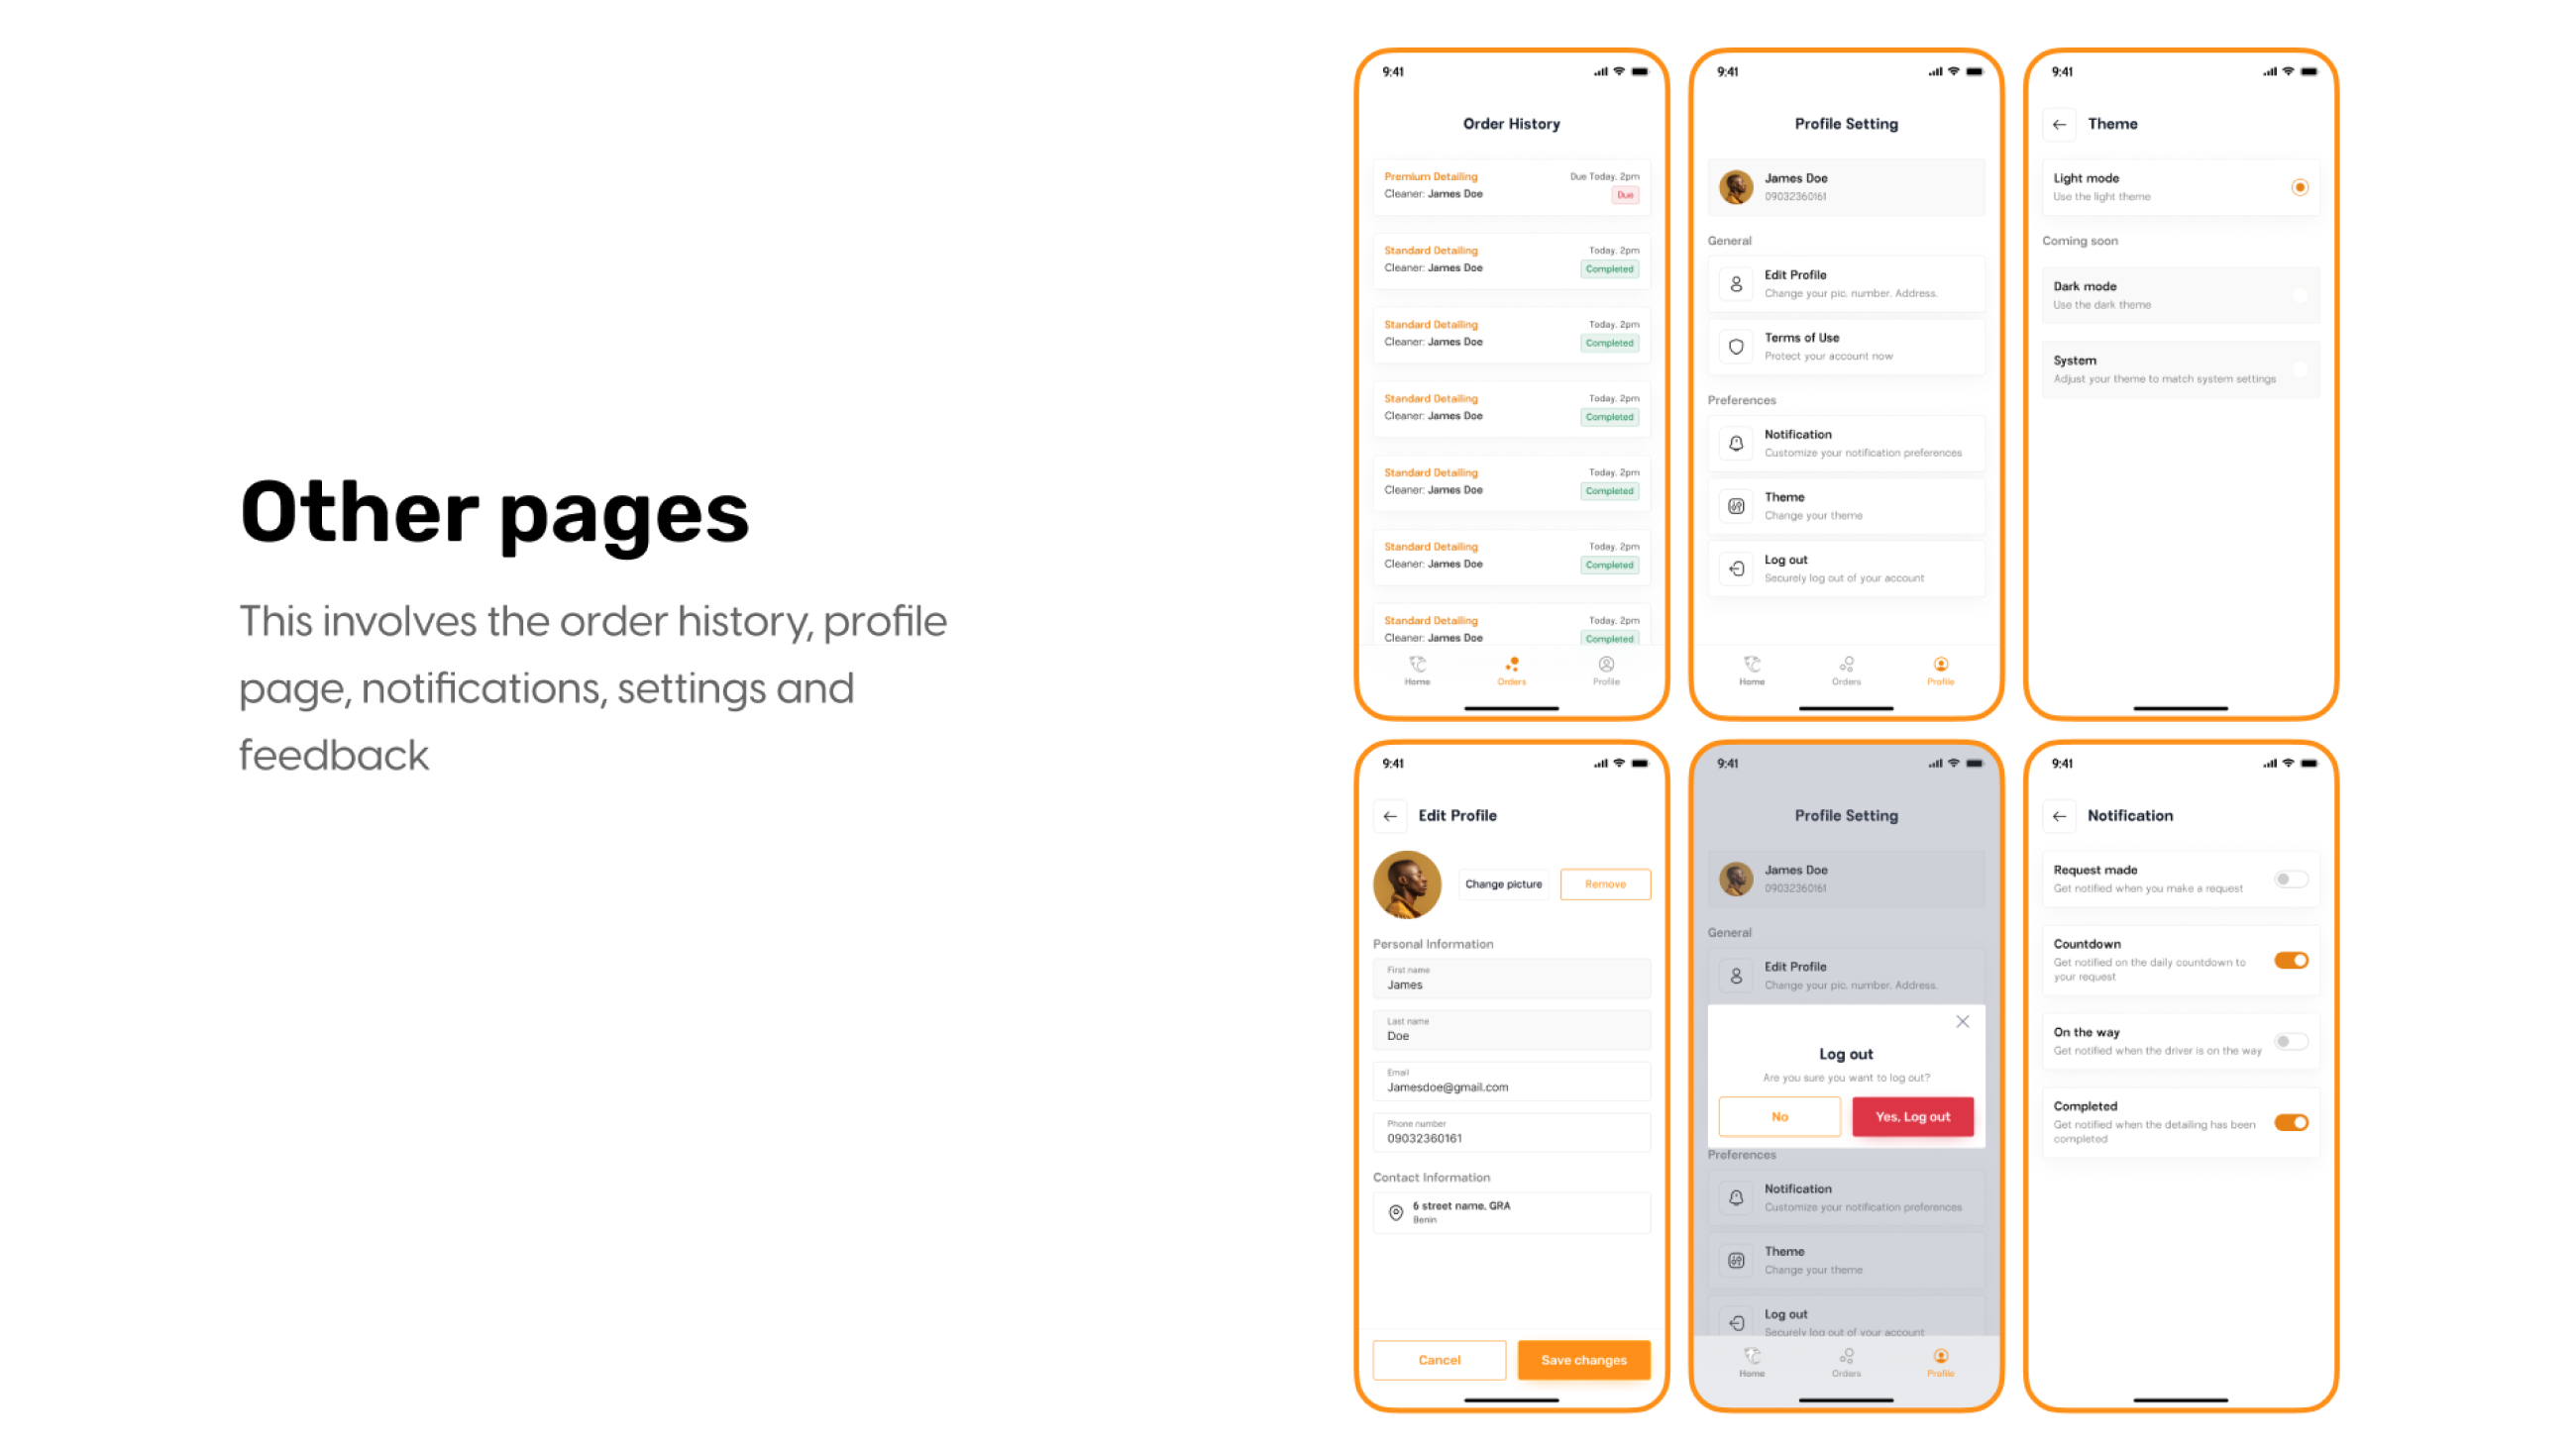 Other pages
This involves the order history, profile
page, notifications, settings and
feedback
9:41
Order History
Premium Detailing
Due Today, 2pm
Cleaner: James Doe
Due
Standard Detailing
Today, 2pm
Cleaner: James Doe
Completed
Standard Detailing
Today, 2pm
Cleaner: James Doe
Completed
Standard Detailing
Today, 2pm
Cleaner: James Doe
Completed
Standard Detailing
Today, 2pm
Cleaner: James Doe
Completed
Standard Detailing
Today, 2pm
Cleaner: James Doe
Completed
Standard Detailing
Today, 2pm
Cleaner: James Doe
Completed
Home
Orders
Profile
9:41
Profile Setting
James Doe
09032360161
General
Edit Profile
Change your pic, number, Address.
Terms of Use
Protect your account now
Preferences
Notification
Customize your notification preferences
Theme
Change your theme
Log out
Securely log out of your account
Home
Orders
Profile
9:41
Theme
Light mode
Use the light theme
Coming soon
Dark mode
Use the dark theme
System
Adjust your theme to match system settings
9:41
Edit Profile
Change picture
Remove
Personal Information
First name
James
Last name
Doe
Email
Jamesdoe@gmail.com
Phone number
09032360161
Contact Information
6 street name, GRA
Benin
Cancel
Save changes
9:41
Profile Setting
James Doe
09032360161
General
Edit Profile
Change your pic, number, Address.
Log out
Are you sure you want to log out?
No
Yes, Log out
Preferences
Notification
Customize your notification preferences
Theme
Change your theme
Log out
Securely log out of your account
Home
Orders
Profile
9:41
Notification
Request made
Get notified when you make a request
Countdown
Get notified on the daily countdown to
your request
On the way
Get notified when the driver is on the way
Completed
Get notified when the detailing has been
completed